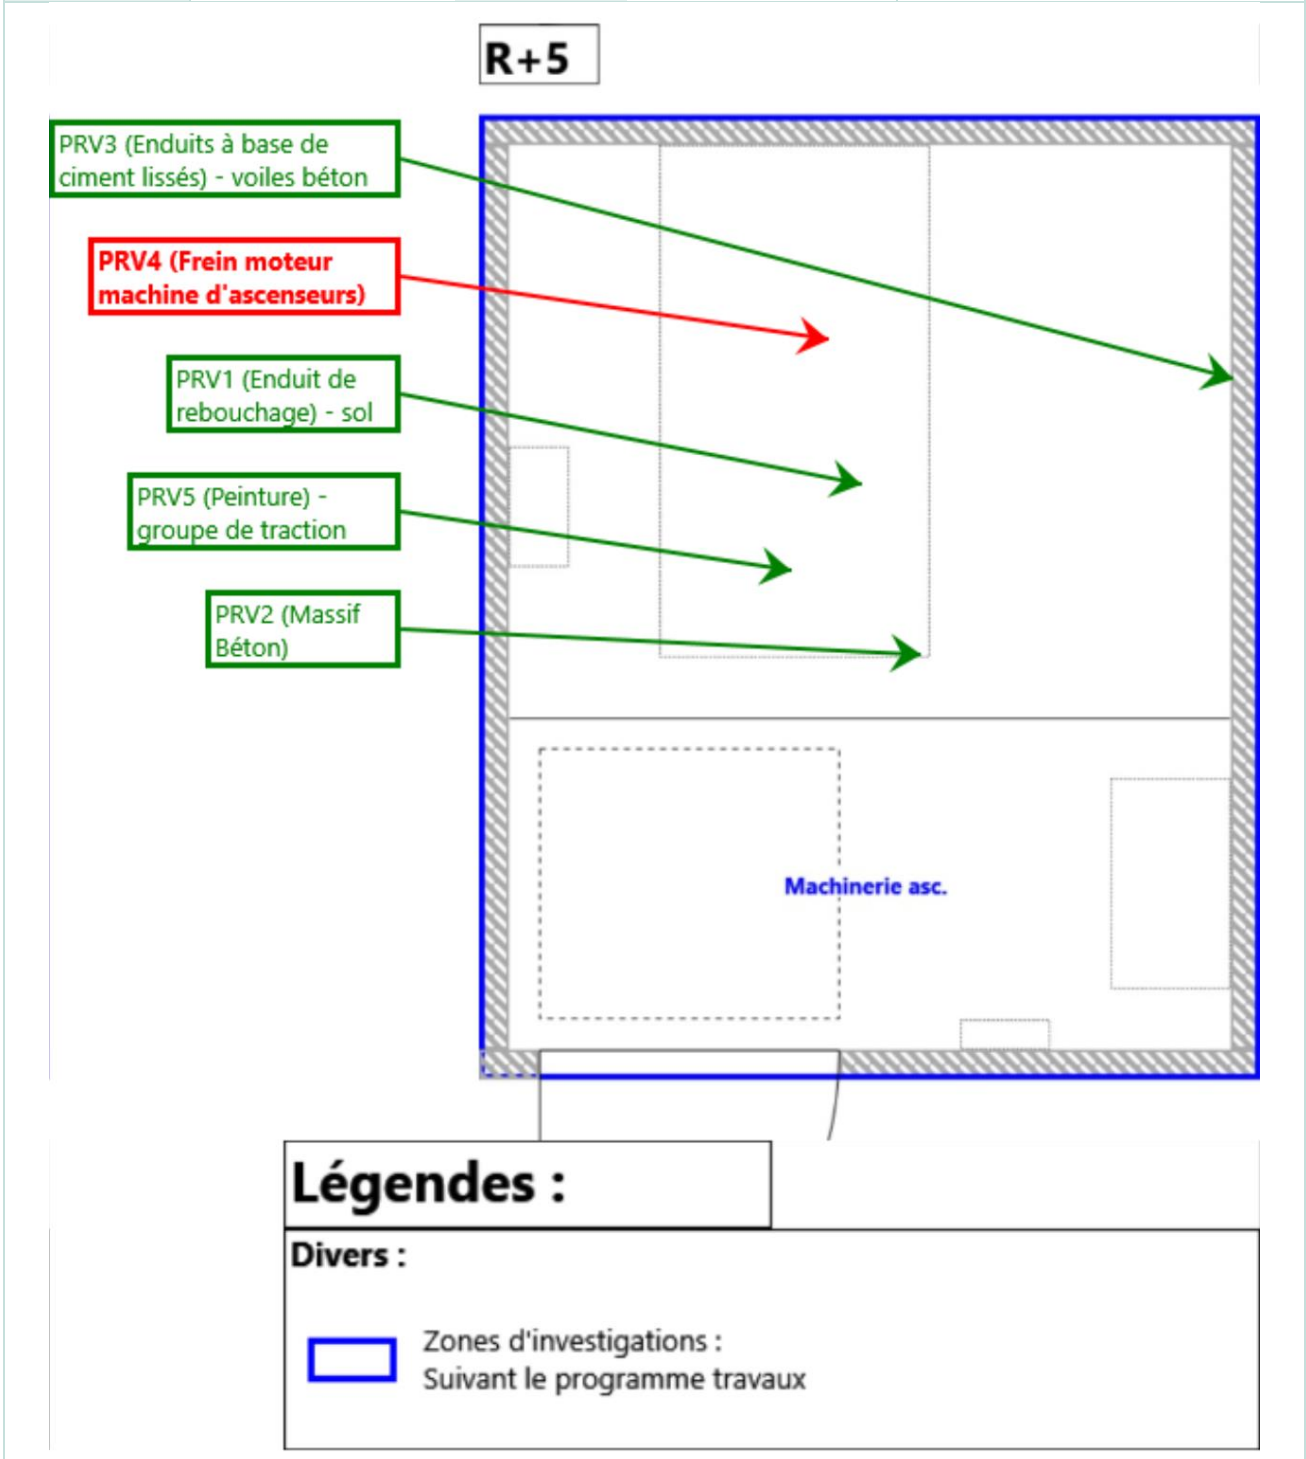 R+5
PRV3 (Enduits à base de
ciment lissés) - voiles béton
PRV4 (Frein moteur
machine d'ascenseurs)
PRV1 (Enduit de
rebouchage) - sol
PRV5 (Peinture) -
groupe de traction
PRV2 (Massif
Béton)
Machinerie asc.
Légendes :
Divers :
Zones d'investigations :
Suivant le programme travaux